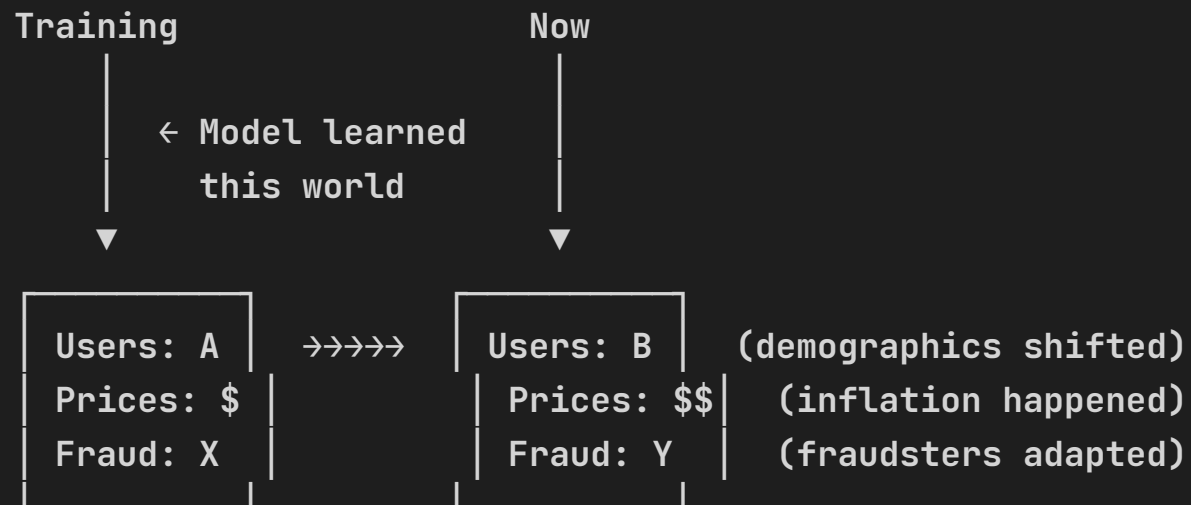 Training Now
← Model learned
this world
▼ ▼
Users: A →→→→→ Users: B (demographics shifted)
Prices: $ Prices: $$ (inflation happened)
Fraud: X Fraud: Y (fraudsters adapted)